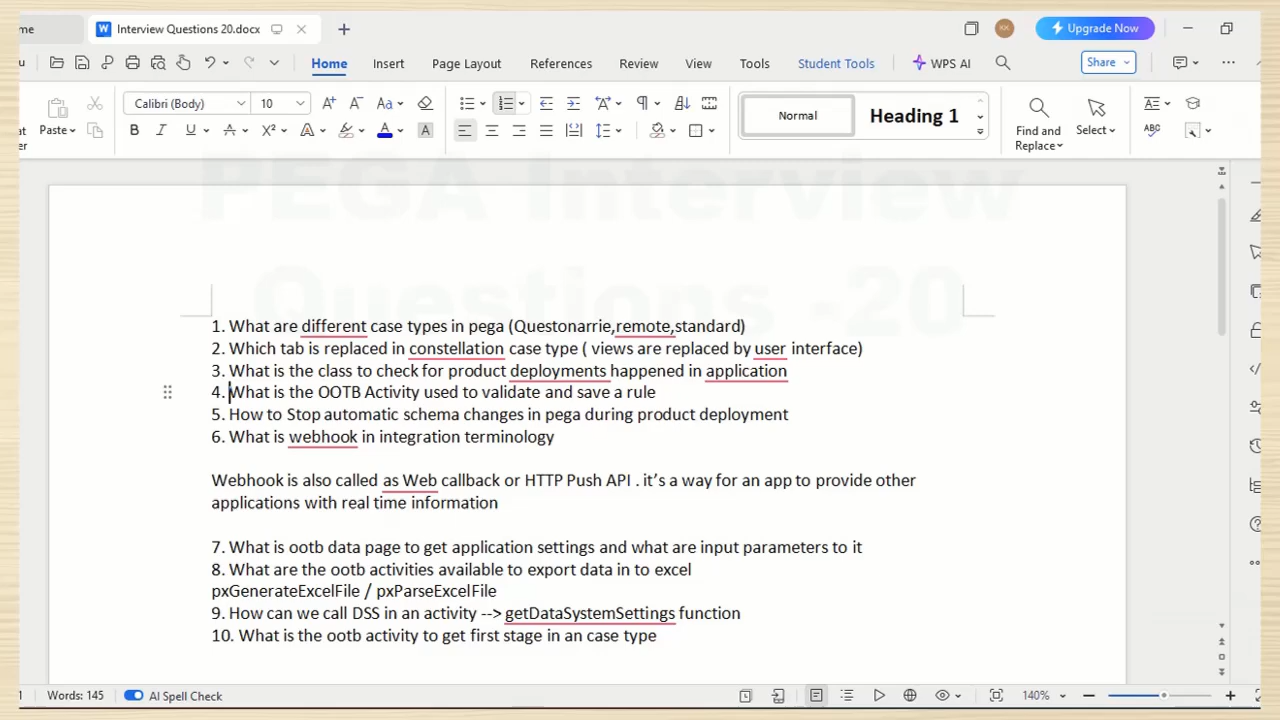 me
Interview Questions 20.docx
KK
Upgrade Now
Home
Insert
Page Layout
References
Review
View
Tools
Student Tools
WPS AI
Share
Paste
Calibri (Body)
10
Normal
Heading 1
Find and Replace
Select
PEGA Interview
Questions -20
1. What are different case types in pega (Questonarrie,remote,standard)
2. Which tab is replaced in constellation case type ( views are replaced by user interface)
3. What is the class to check for product deployments happened in application
4. What is the OOTB Activity used to validate and save a rule
5. How to Stop automatic schema changes in pega during product deployment
6. What is webhook in integration terminology
Webhook is also called as Web callback or HTTP Push API . it's a way for an app to provide other
applications with real time information
7. What is ootb data page to get application settings and what are input parameters to it
8. What are the ootb activities available to export data in to excel
pxGenerateExcelFile / pxParseExcelFile
9. How can we call DSS in an activity --> getDataSystemSettings function
10. What is the ootb activity to get first stage in an case type
Words: 145
AI Spell Check
140%